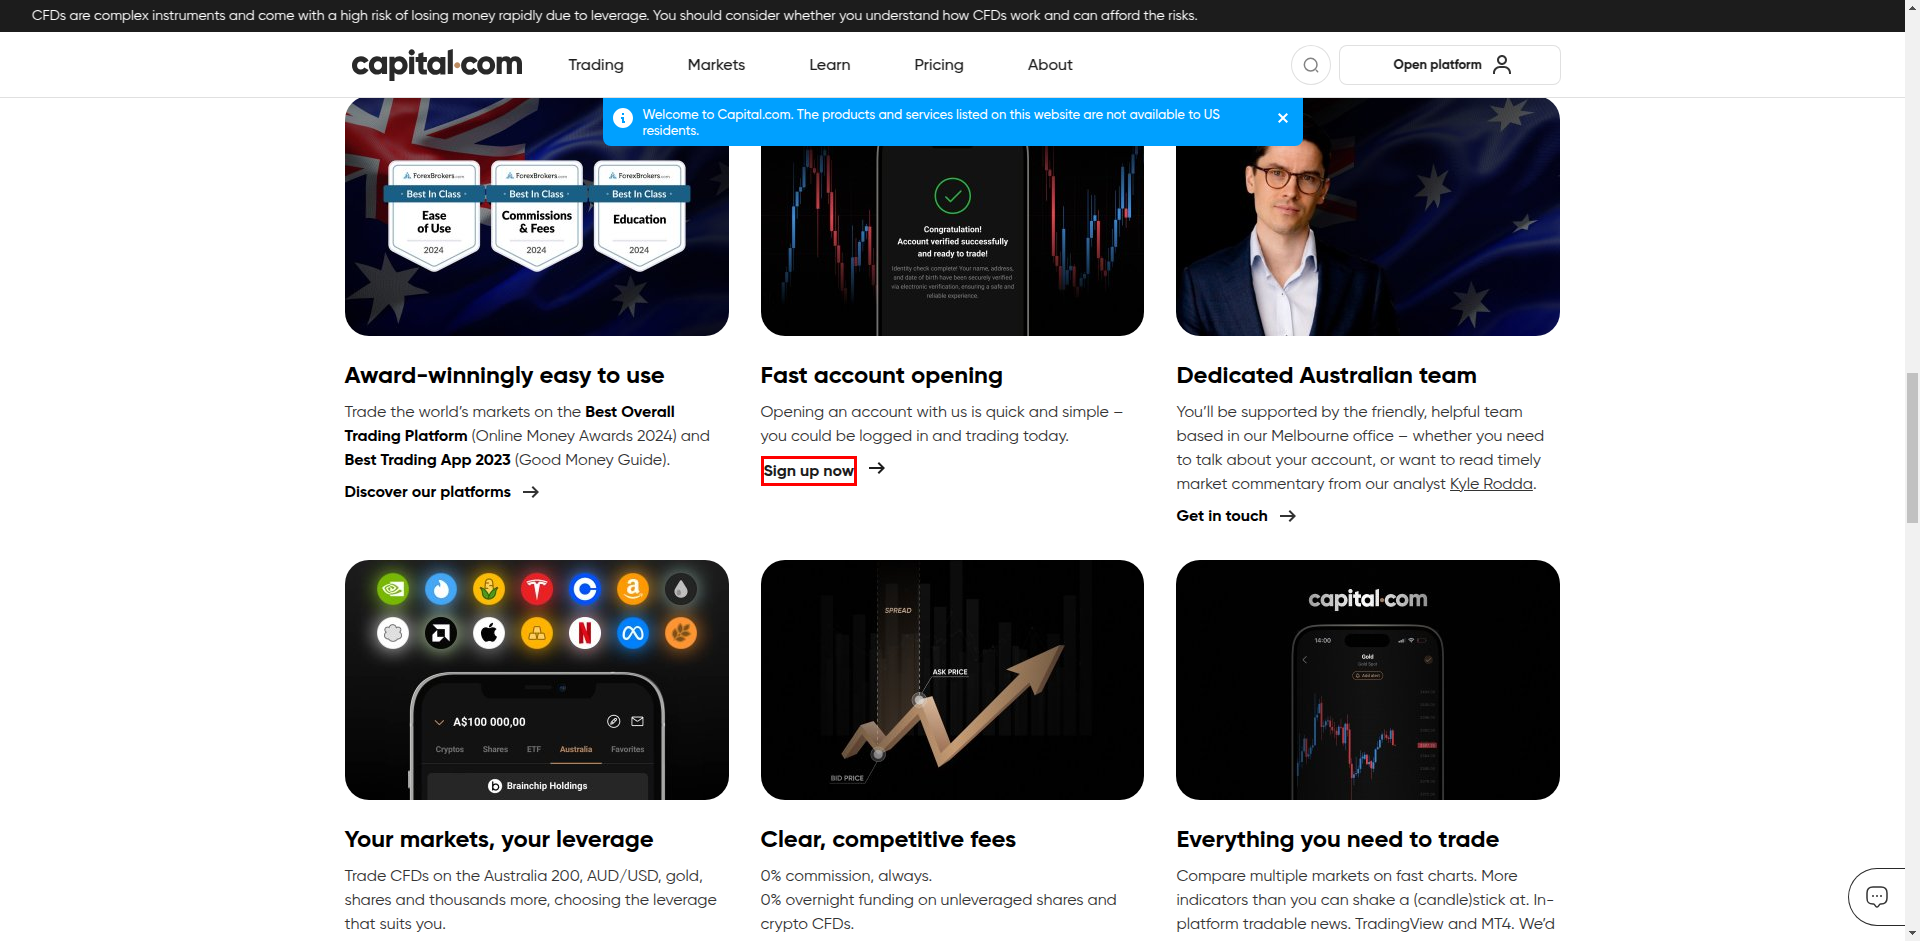 CFDs are complex instruments and come with a high risk of losing money rapidly due to leverage. You should consider whether you understand how CFDs work and can afford the risks.
capital.com
Trading
Markets
Learn
Pricing
About
Open platform
Welcome to Capital.com. The products and services listed on this website are not available to US
residents.
ForexBrokers.com
Best In Class
Ease
of Use
2024
ForexBrokers.com
Best In Class
Commissions
& Fees
2024
ForexBrokers.com
Best In Class
Education
2024
Congratulation!
Account verified successfully
and ready to trade!
Identity check complete! Your name, address,
and date of birth have been securely verified
via electronic verification, ensuring a safe and
reliable experience.
Award-winningly easy to use
Trade the world's markets on the Best Overall
Trading Platform (Online Money Awards 2024) and
Best Trading App 2023 (Good Money Guide).
Discover our platforms
Fast account opening
Opening an account with us is quick and simple –
you could be logged in and trading today.
Sign up now
Dedicated Australian team
You'll be supported by the friendly, helpful team
based in our Melbourne office – whether you need
to talk about your account, or want to read timely
market commentary from our analyst Kyle Rodda.
Get in touch
A$100 000,00
Cryptos
Shares
ETF
Australia
Favorites
Brainchip Holdings
SPREAD
ASK PRICE
BID PRICE
capital.com
14:00
Gold
Gold Spot
Add alert
Your markets, your leverage
Trade CFDs on the Australia 200, AUD/USD, gold,
shares and thousands more, choosing the leverage
that suits you.
Clear, competitive fees
0% commission, always.
0% overnight funding on unleveraged shares and
crypto CFDs.
Everything you need to trade
Compare multiple markets on fast charts. More
indicators than you can shake a (candle)stick at. In-
platform tradable news. TradingView and MT4. We'd